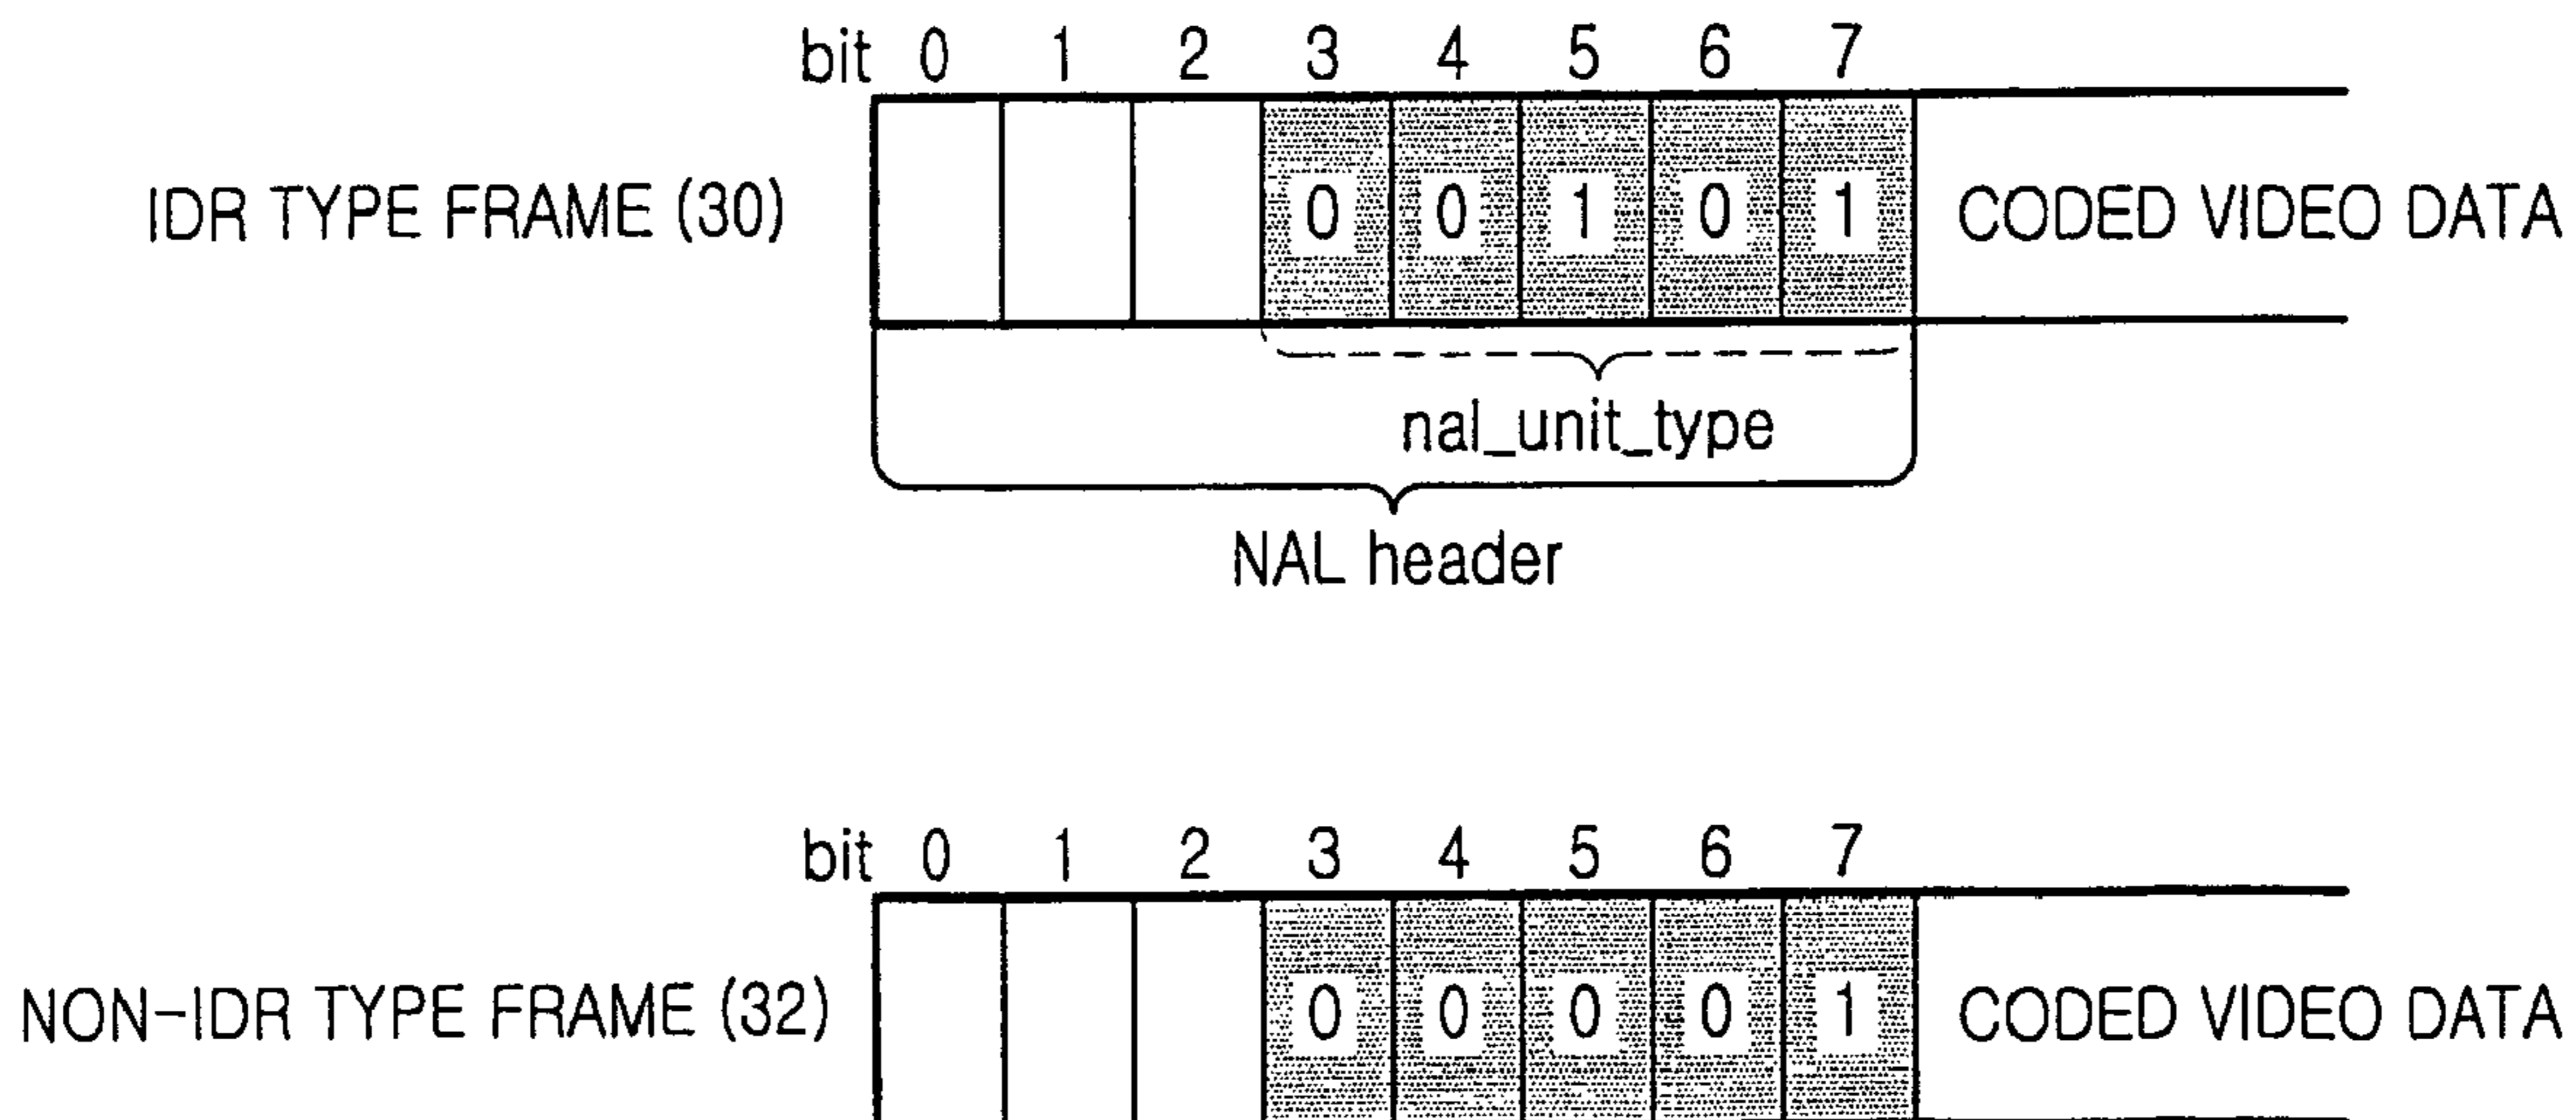 bit 0 1 2 3 4 5 6 7
IDR TYPE FRAME (30) 0 0 1 0 1 CODED VIDEO DATA
nal_unit_type
NAL header
bit 0 1 2 3 4 5 6 7
NON-IDR TYPE FRAME (32) 0 0 0 0 1 CODED VIDEO DATA